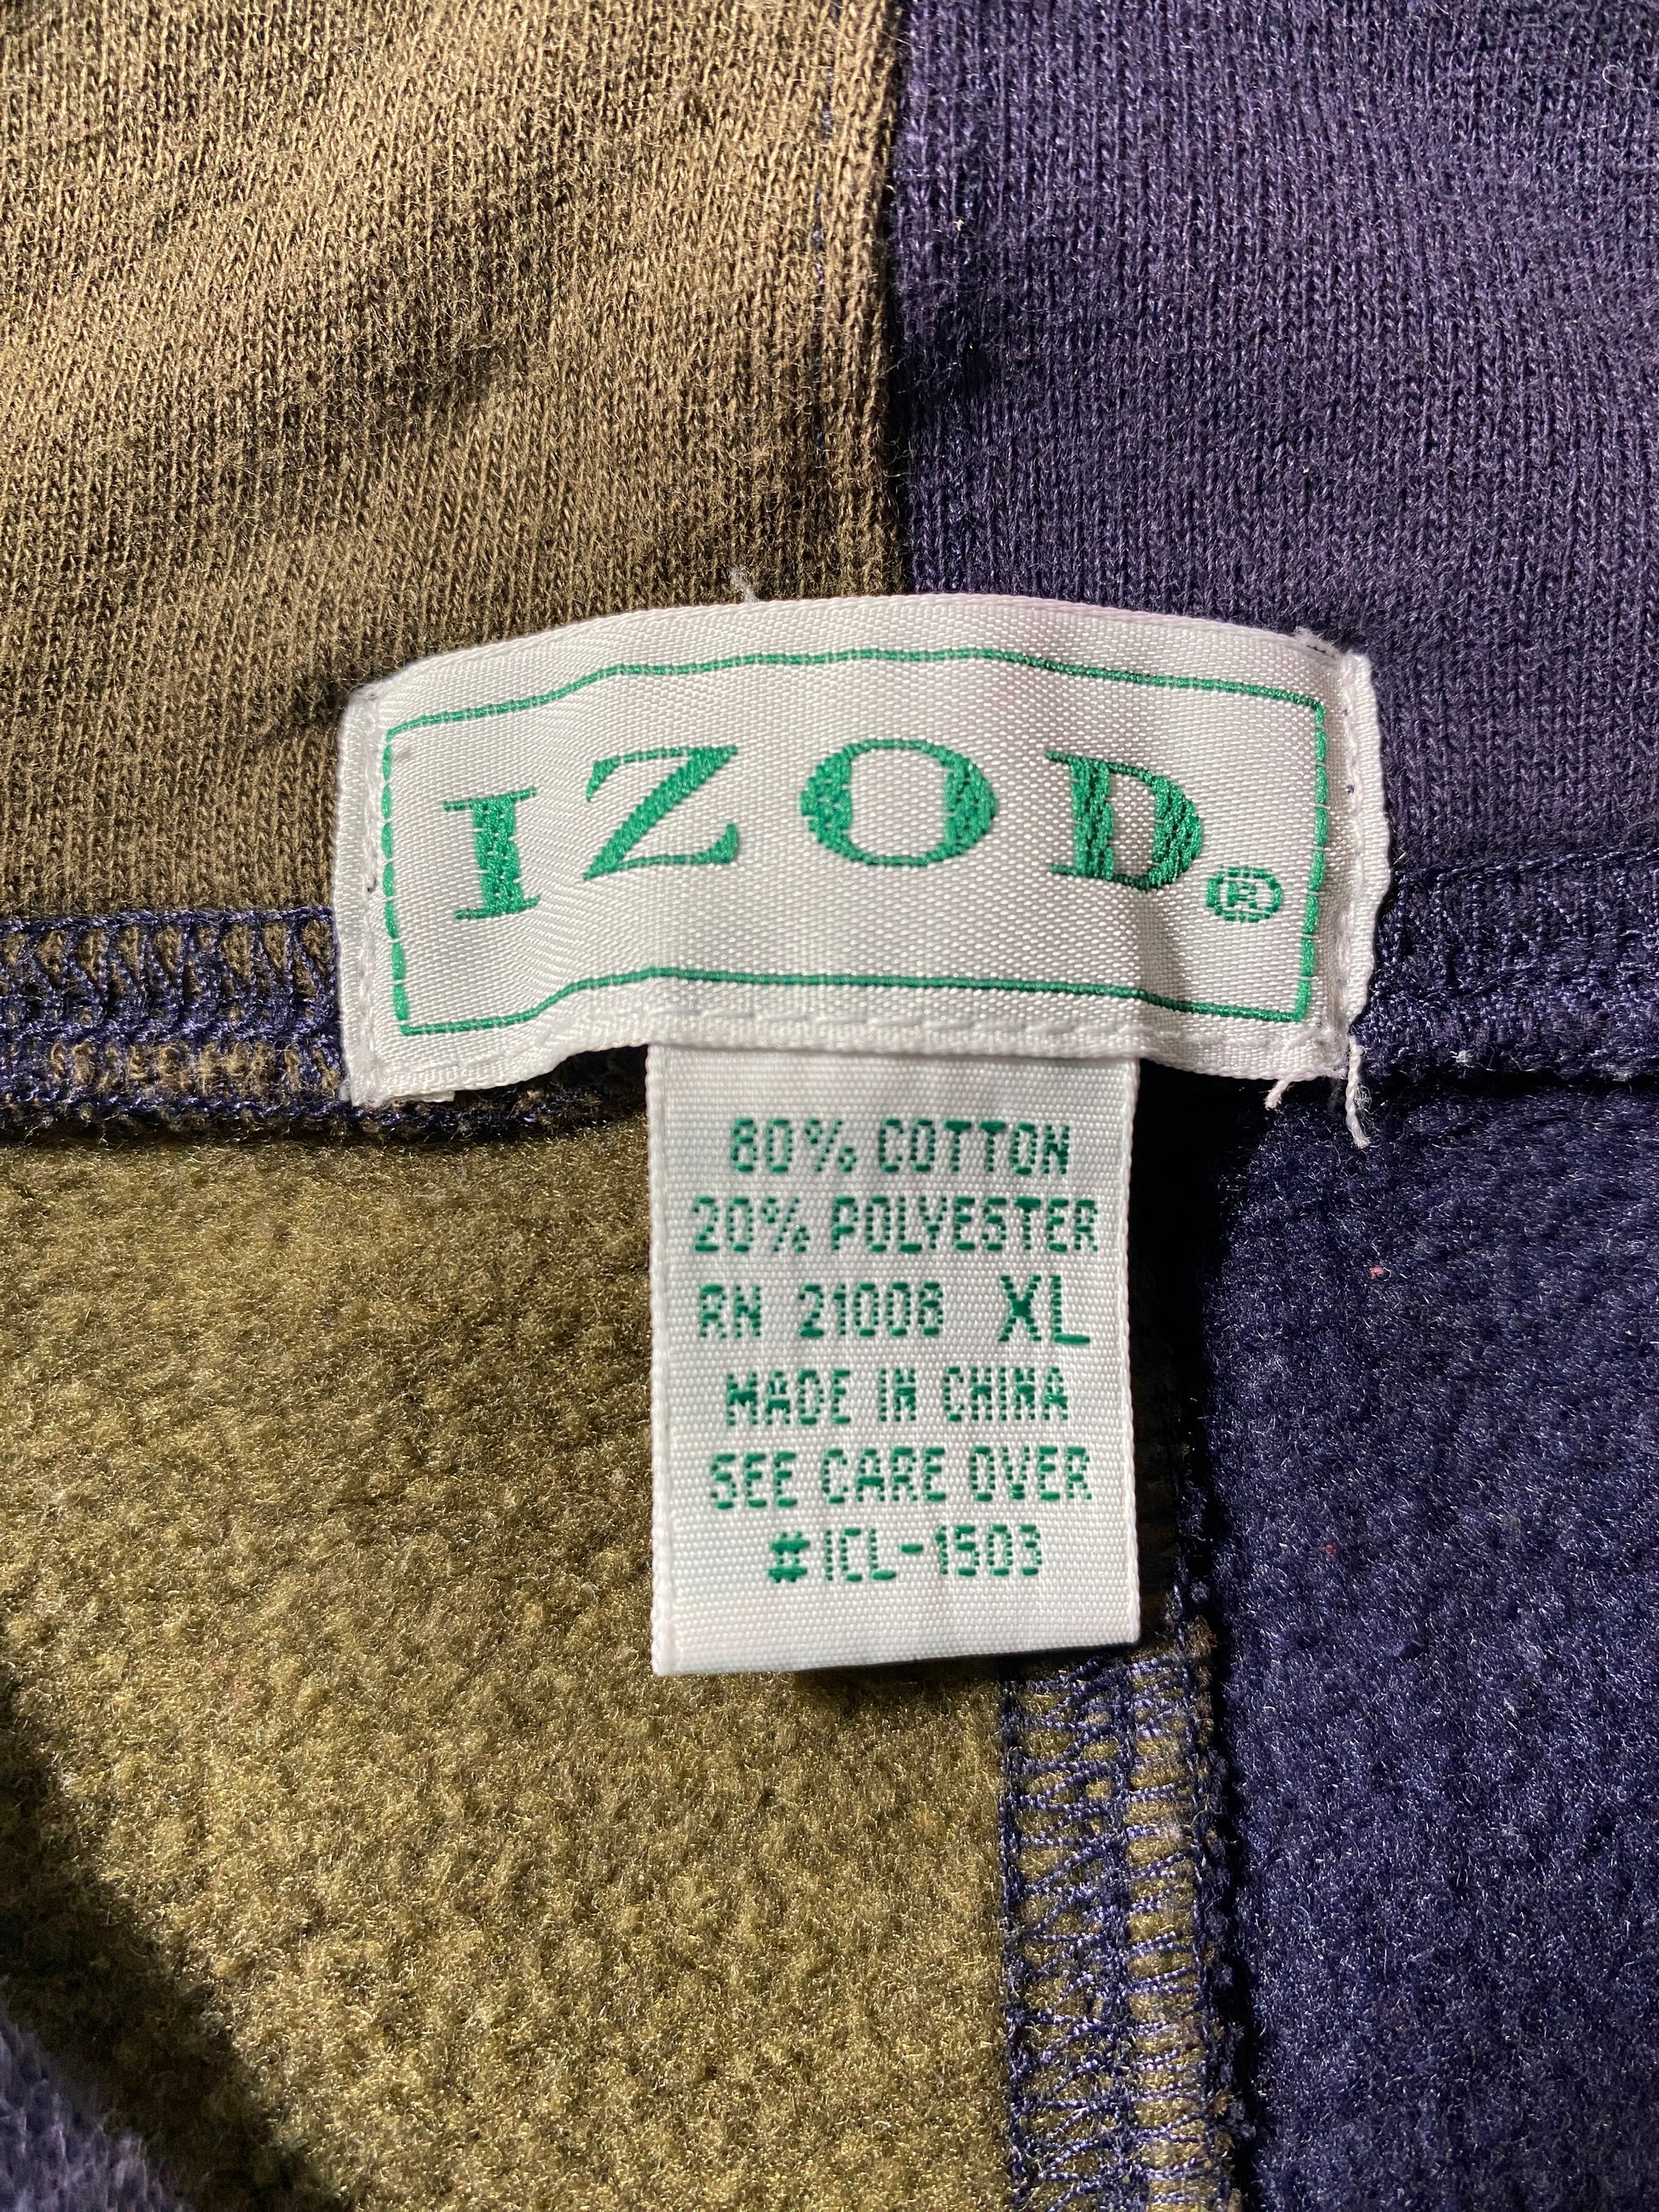 IZOD®
80% COTTON
20% POLYESTER
RN 21008 XL
MADE IN CHINA
SEE CARE OVER
#ICL-1503